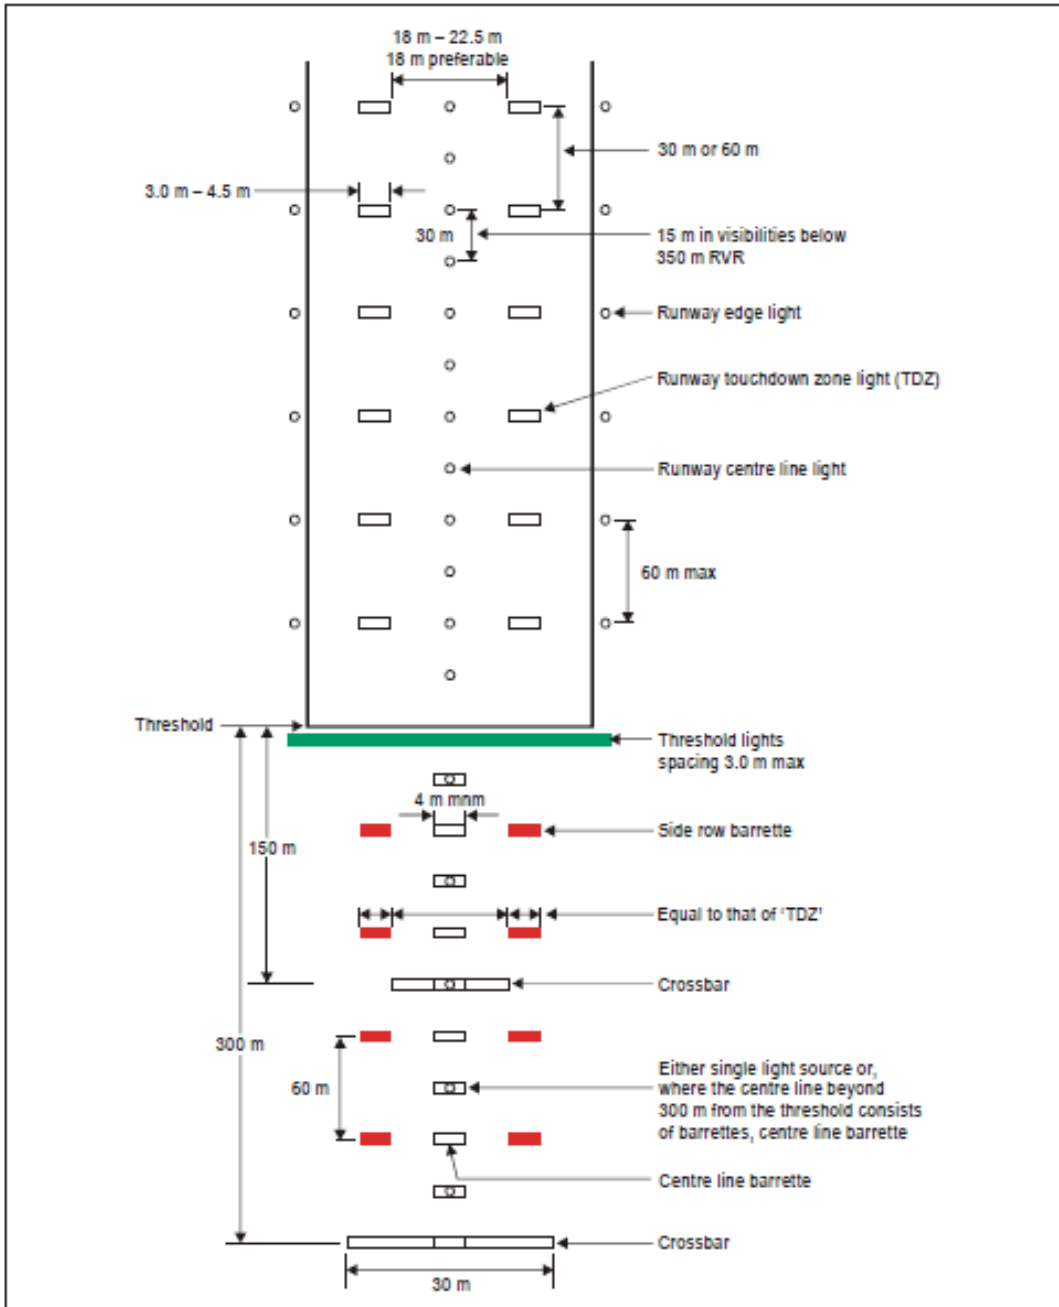 18 m – 22.5 m
18 m preferable
30 m or 60 m
3.0 m – 4.5 m
30 m
15 m in visibilities below
350 m RVR
Runway edge light
Runway touchdown zone light (TDZ)
Runway centre line light
60 m max
Threshold
Threshold lights
spacing 3.0 m max
4 m mnm
Side row barrette
150 m
Equal to that of 'TDZ'
Crossbar
300 m
60 m
Either single light source or,
where the centre line beyond
300 m from the threshold consists
of barrettes, centre line barrette
Centre line barrette
Crossbar
30 m